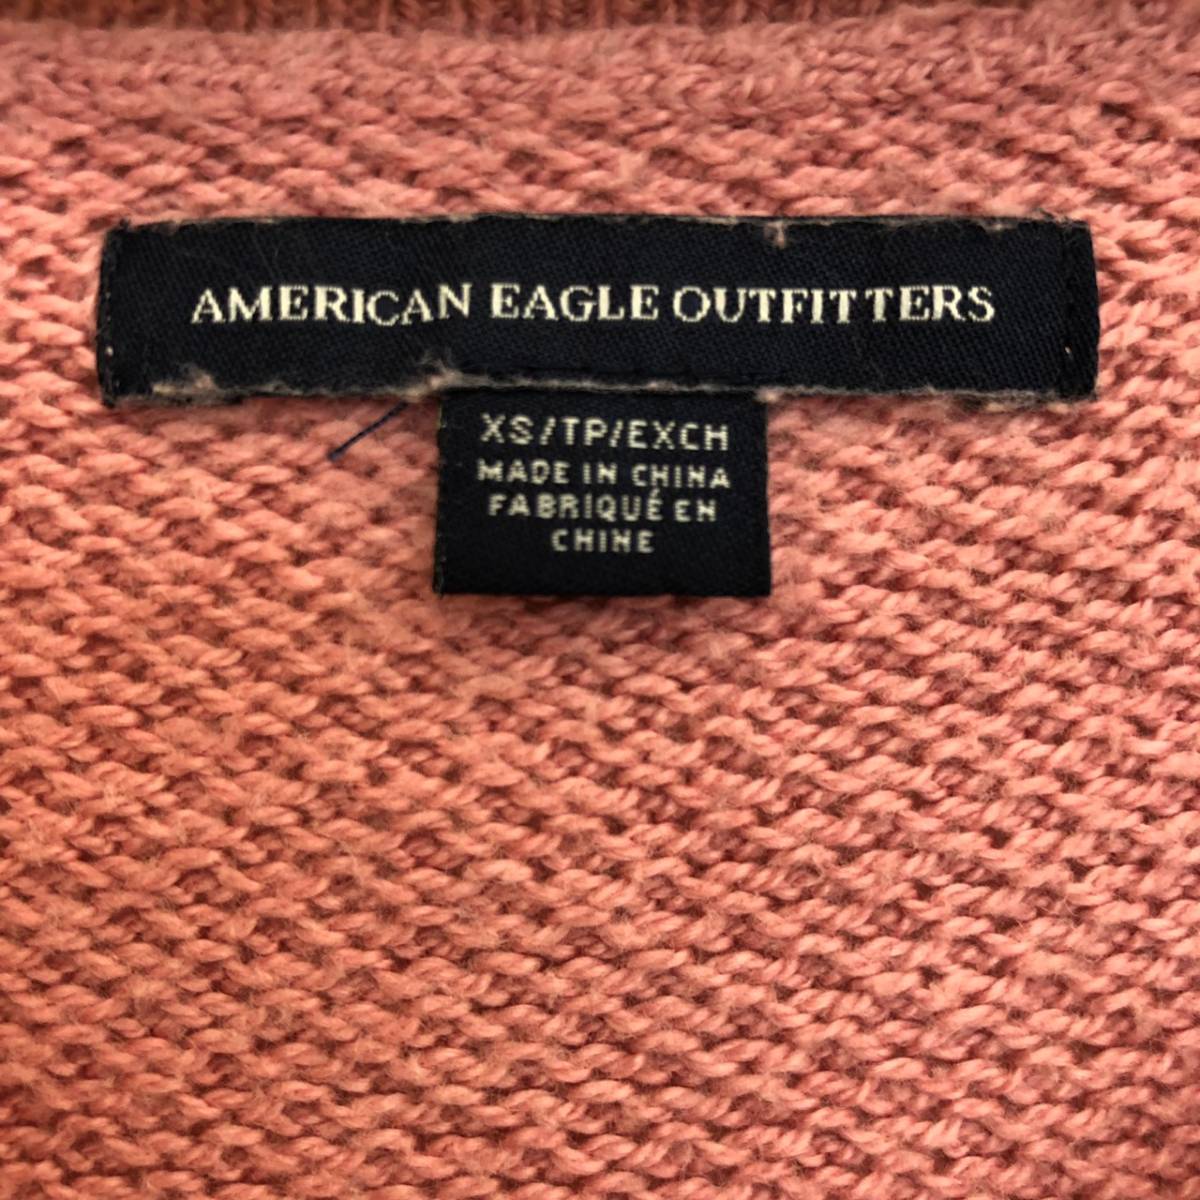 AMERICAN EAGLE OUTFITTERS
XS/TP/EXCH
MADE IN CHINA
FABRIQUÉ EN
CHINE